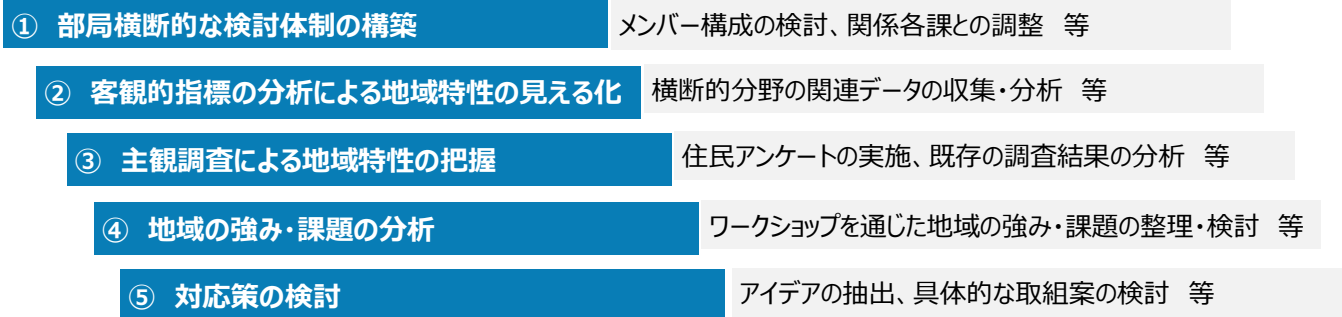 ① 部局横断的な検討体制の構築 メンバー構成の検討、関係各課との調整 等
② 客観的指標の分析による地域特性の見える化 横断的分野の関連データの収集・分析 等
③ 主観調査による地域特性の把握 住民アンケートの実施、既存の調査結果の分析 等
④ 地域の強み・課題の分析 ワークショップを通じた地域の強み・課題の整理・検討 等
⑤ 対応策の検討 アイデアの抽出、具体的な取組案の検討 等